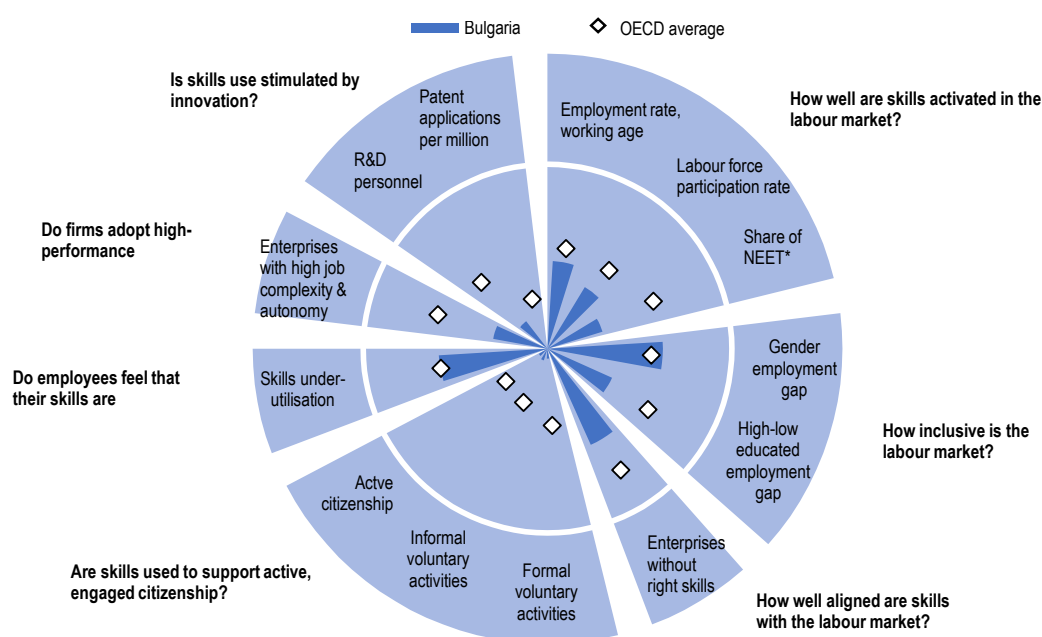 Bulgaria
OECD average
Is skills use stimulated by
innovation?
Patent
applications
per million
R&D
personnel
Employment rate,
working age
Labour force
participation rate
Share of
NEET*
How well are skills activated in the
labour market?
Do firms adopt high-
performance
Enterprises
with high job
complexity &
autonomy
Gender
employment
gap
High-low
educated
employment
gap
How inclusive is the
labour market?
Do employees feel that
their skills are
Skills under-
utilisation
Actve
citizenship
Informal
voluntary
activities
Formal
voluntary
activities
Are skills used to support active,
engaged citizenship?
Enterprises
without
right skills
How well aligned are skills
with the labour market?